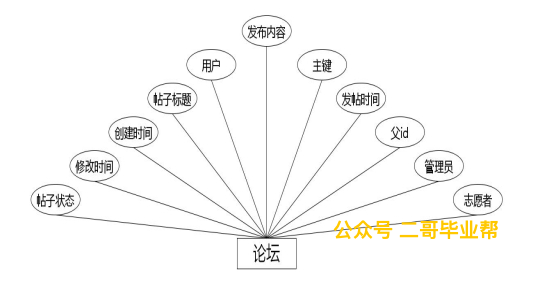 发布内容
用户
主键
帖子标题
发帖时间
创建时间
父id
修改时间
管理员
帖子状态
志愿者
公众号 二哥毕业帮
论坛